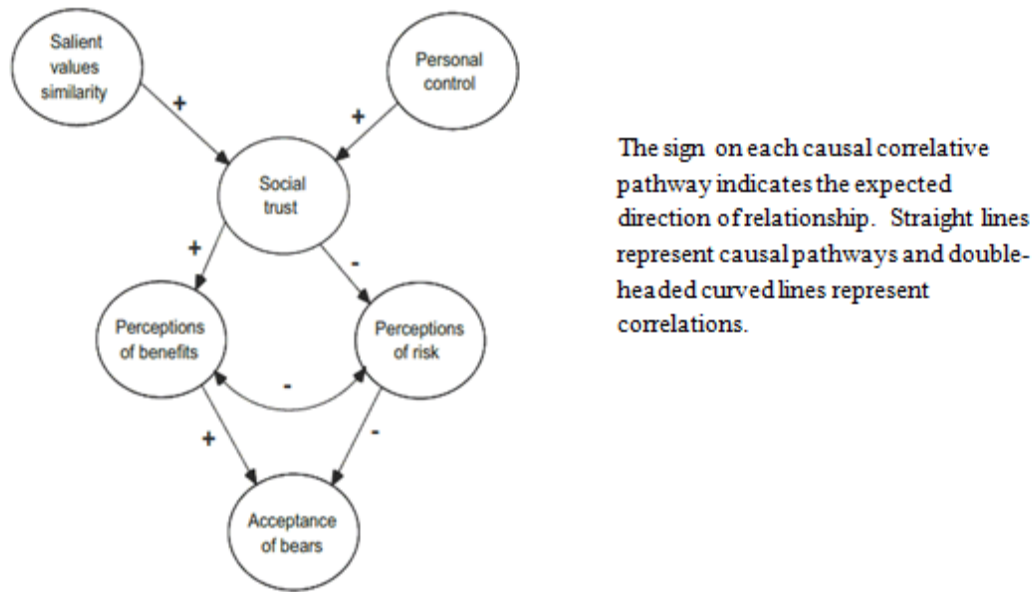 Salient
values
similarity
Personal
control
+
+
Social
trust
+
-
Perceptions
of benefits
Perceptions
of risk
-
+
-
Acceptance
of bears
The sign on each causal correlative
pathway indicates the expected
direction of relationship. Straight lines
represent causal pathways and double-
headed curved lines represent
correlations.